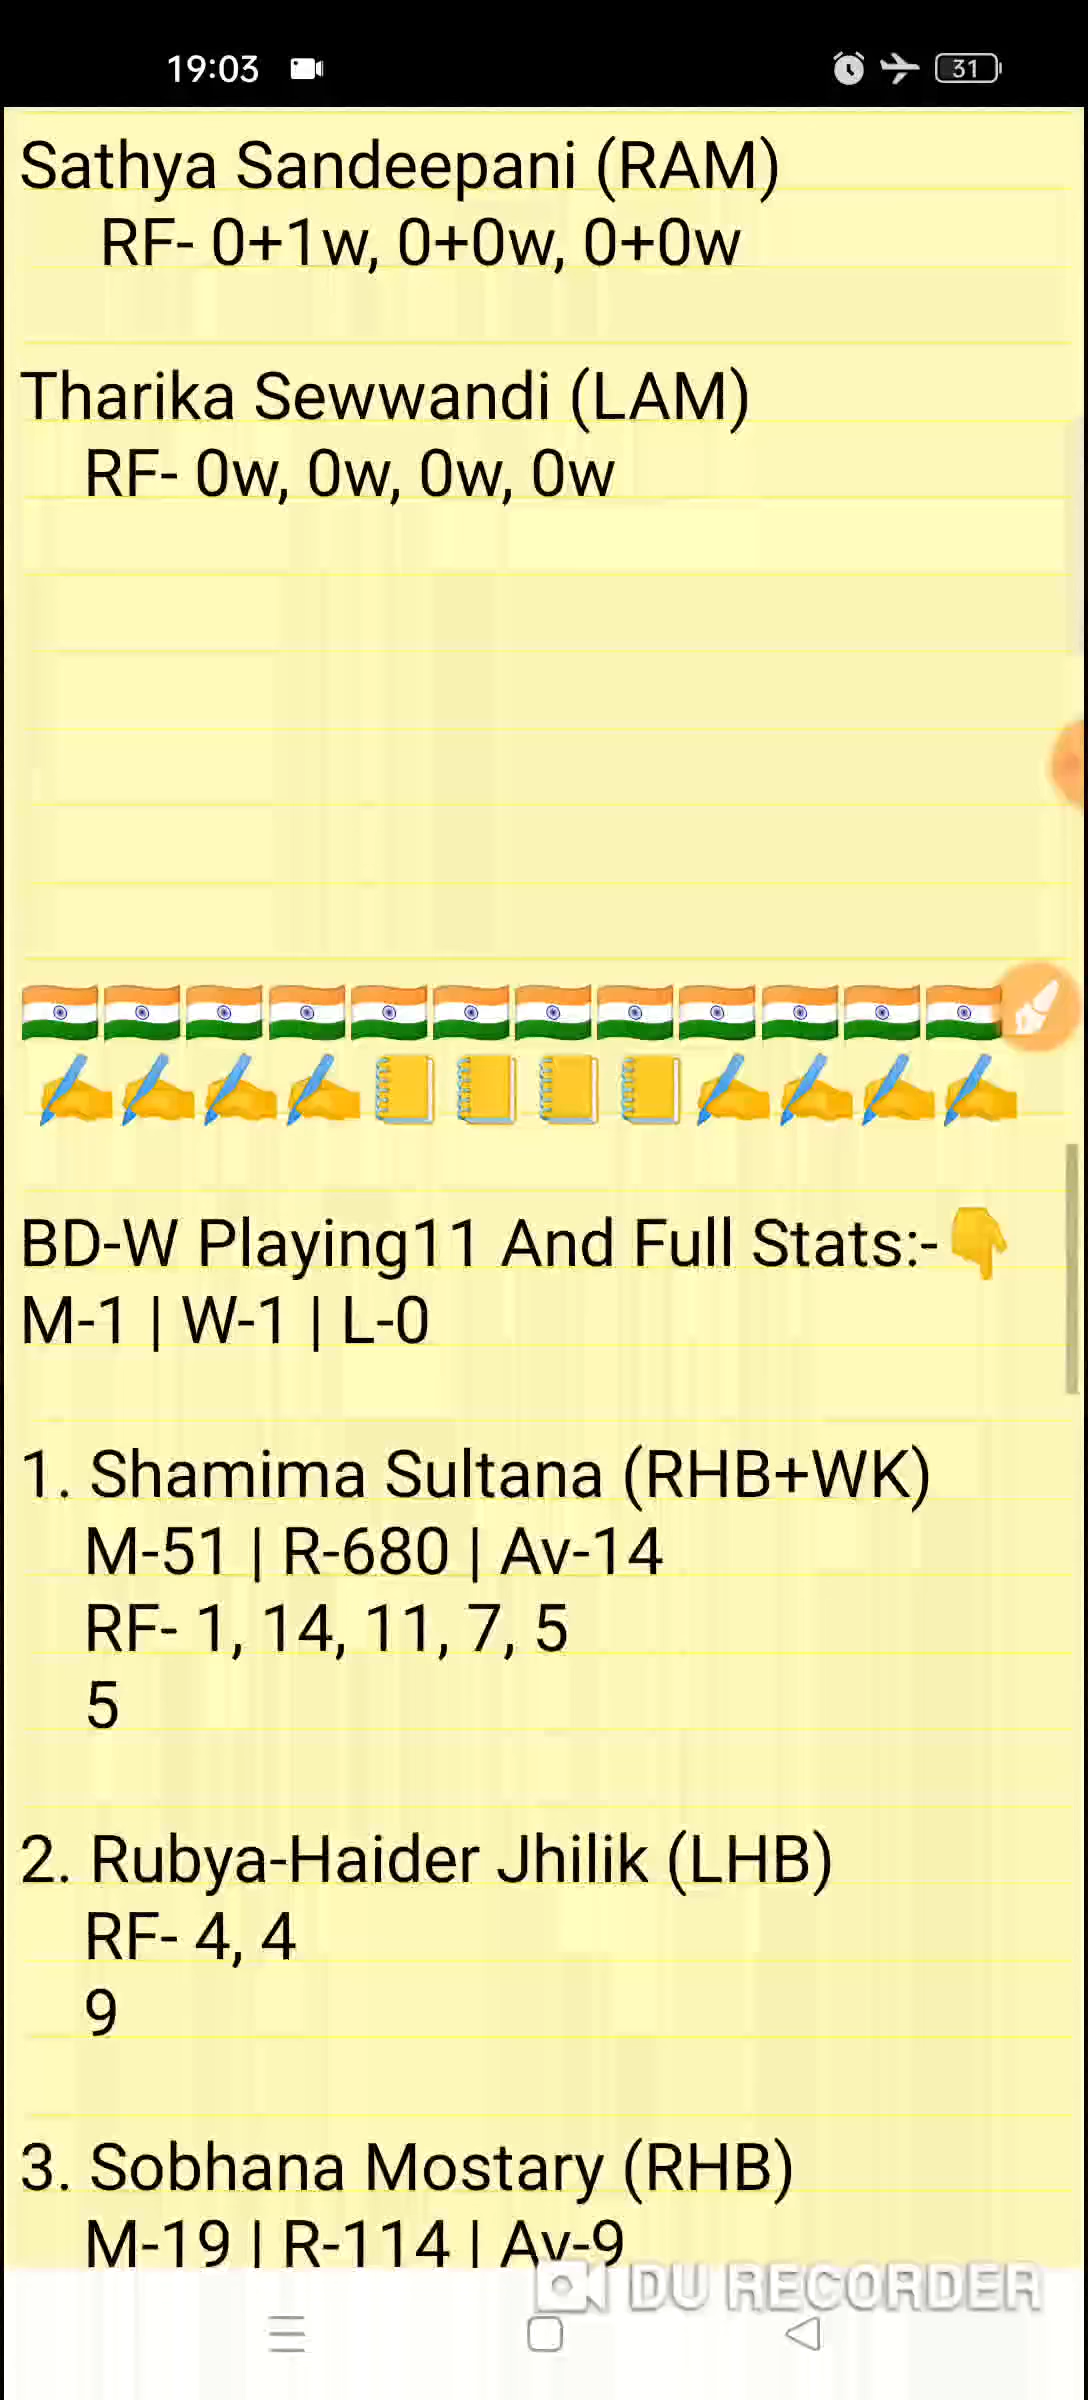 19:03
31
Sathya Sandeepani (RAM)
RF- 0+1w, 0+0w, 0+0w
Tharika Sewwandi (LAM)
RF- 0w, 0w, 0w, 0w
BD-W Playing11 And Full Stats:-👇
M-1 | W-1 | L-0
1. Shamima Sultana (RHB+WK)
M-51 | R-680 | Av-14
RF- 1, 14, 11, 7, 5
5
2. Rubya-Haider Jhilik (LHB)
RF- 4, 4
9
3. Sobhana Mostary (RHB)
M-19 | R-114 | Av-9
DU RECORDER